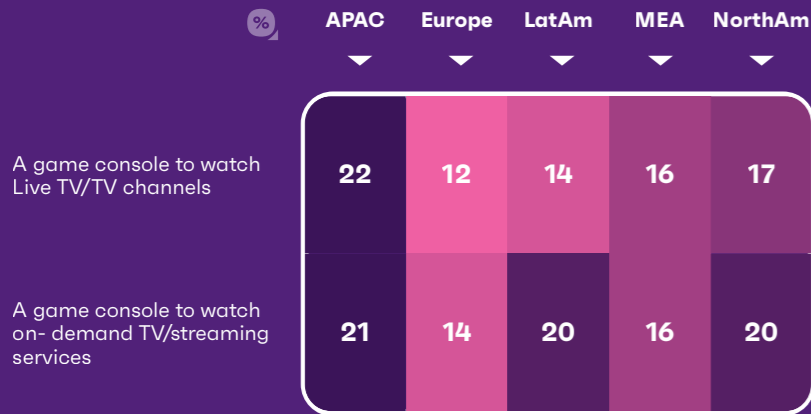 % APAC Europe LatAm MEA NorthAm
A game console to watch
Live TV/TV channels
22 12 14 16 17
A game console to watch
on- demand TV/streaming
services
21 14 20 16 20